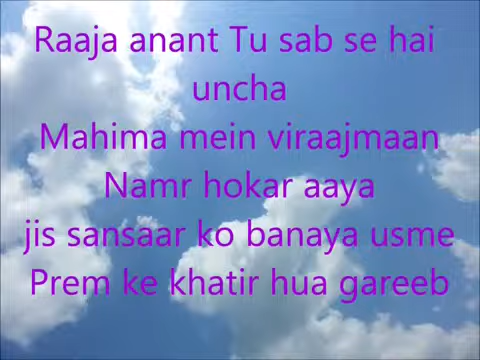 Raaja anant Tu sab se hai
uncha
Mahima mein viraajmaan
Namr hokar aaya
jis sansaar ko banaya usme
Prem ke khatir hua gareeb